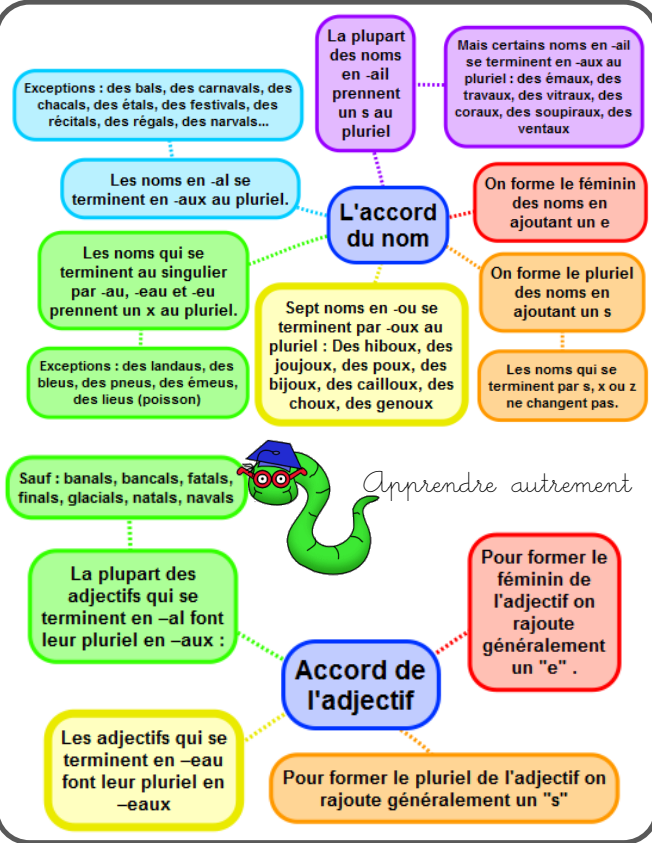 La plupart
des noms
en -ail
prennent
un s au
pluriel
Mais certains noms en -ail
se terminent en -aux au
pluriel : des émaux, des
travaux, des vitraux, des
coraux, des soupiraux, des
ventaux
Exceptions : des bals, des carnavals, des
chacals, des étals, des festivals, des
récitals, des régals, des narvals...
Les noms en -al se
terminent en -aux au pluriel.
L'accord
du nom
On forme le féminin
des noms en
ajoutant un e
Les noms qui se
terminent au singulier
par -au, -eau et -eu
prennent un x au pluriel.
On forme le pluriel
des noms en
ajoutant un s
Sept noms en -ou se
terminent par -oux au
pluriel : Des hiboux, des
joujoux, des poux, des
bijoux, des cailloux, des
choux, des genoux
Exceptions : des landaus, des
bleus, des pneus, des émeus,
des lieus (poisson)
Les noms qui se
terminent par s, x ou z
ne changent pas.
Sauf : banals, bancals, fatals,
finals, glacials, natals, navals
Apprendre autrement
La plupart des
adjectifs qui se
terminent en –al font
leur pluriel en –aux :
Pour former le
féminin de
l'adjectif on
rajoute
généralement
un "e" .
Accord de
l'adjectif
Les adjectifs qui se
terminent en –eau
font leur pluriel en
–eaux
Pour former le pluriel de l'adjectif on
rajoute généralement un "s"